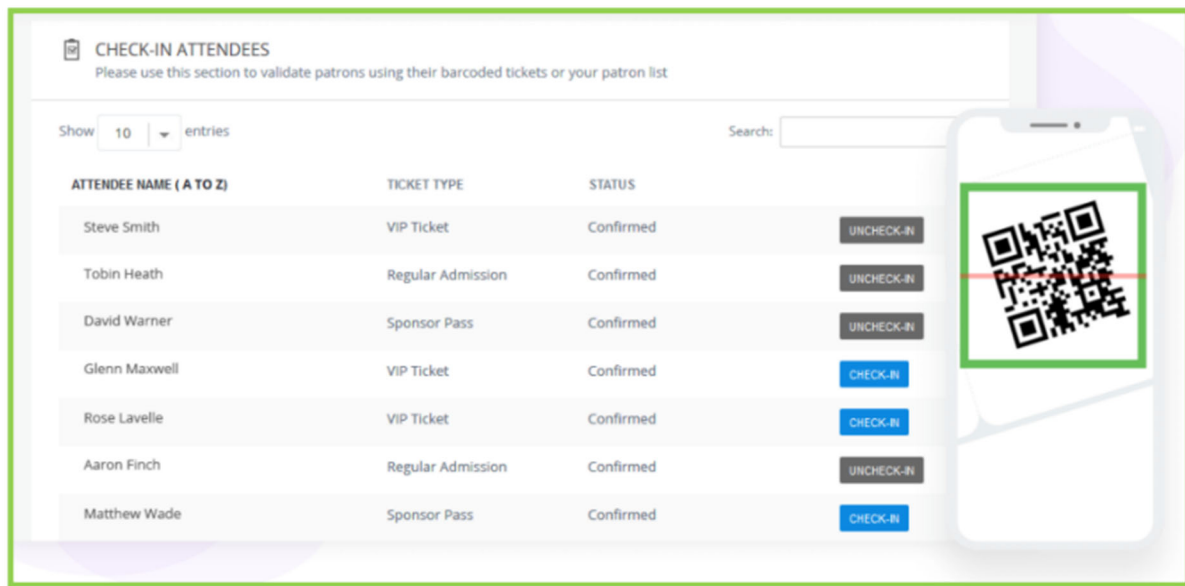 CHECK-IN ATTENDEES
Please use this section to validate patrons using their barcoded tickets or your patron list
Show 10 entries Search:
ATTENDEE NAME ( A TO Z) TICKET TYPE STATUS
Steve Smith VIP Ticket Confirmed UNCHECK-IN
Tobin Heath Regular Admission Confirmed UNCHECK-IN
David Warner Sponsor Pass Confirmed UNCHECK-IN
Glenn Maxwell VIP Ticket Confirmed CHECK-IN
Rose Lavelle VIP Ticket Confirmed CHECK-IN
Aaron Finch Regular Admission Confirmed UNCHECK-IN
Matthew Wade Sponsor Pass Confirmed CHECK-IN